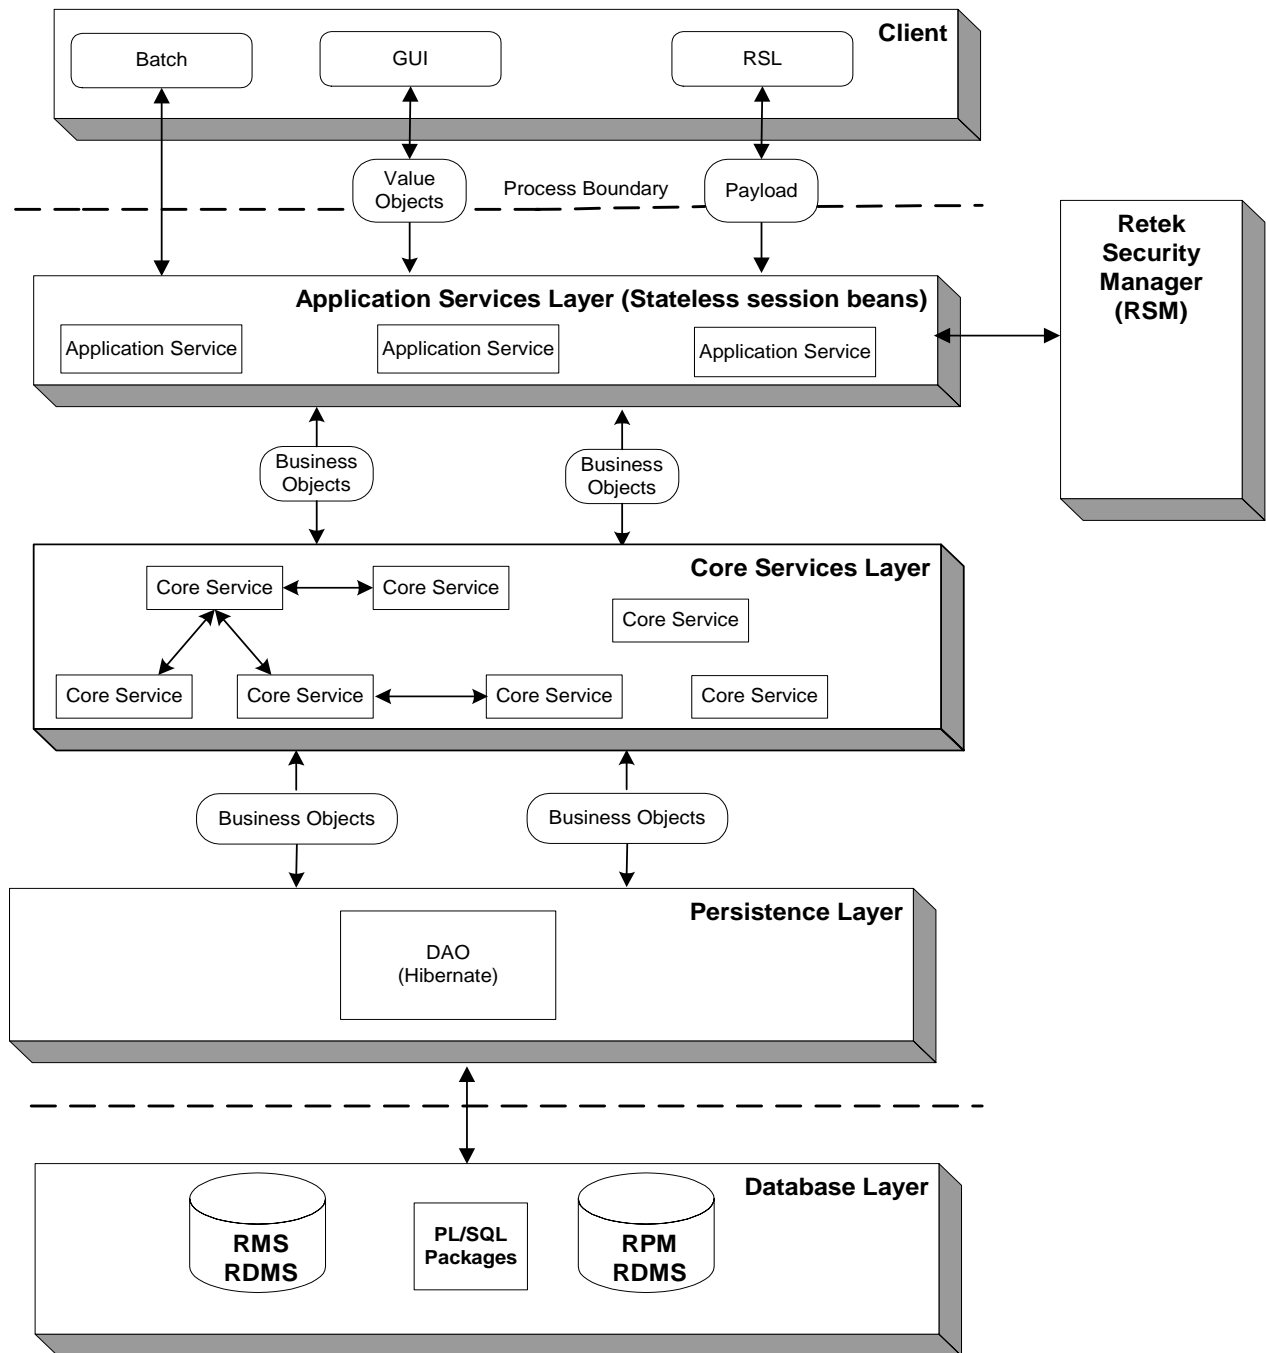 Client
Batch
GUI
RSL
Value
Objects
Process Boundary
Payload
Retek
Security
Manager
(RSM)
Application Services Layer (Stateless session beans)
Application Service
Application Service
Application Service
Business
Objects
Business
Objects
Core Services Layer
Core Service
Core Service
Core Service
Core Service
Core Service
Core Service
Core Service
Business Objects
Business Objects
Persistence Layer
DAO
(Hibernate)
Database Layer
RMS
RDMS
PL/SQL
Packages
RPM
RDMS